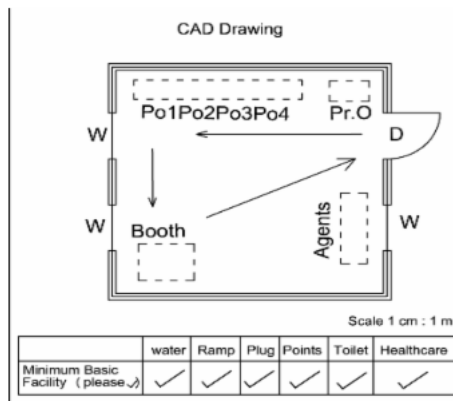 CAD Drawing
Po1Po2Po3Po4 Pr.O
W D
W Booth Agents W
Scale 1 cm : 1 m
water Ramp Plug Points Toilet Healthcare
Minimum Basic
Facility (please ✓) ✓ ✓ ✓ ✓ ✓ ✓